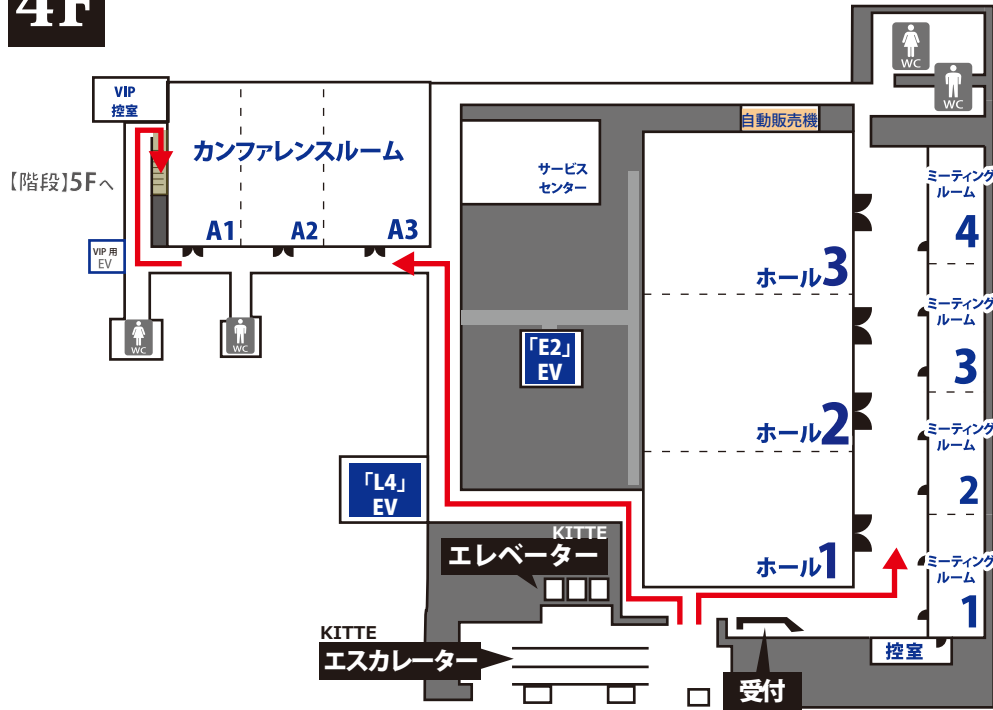 4F
WC
WC
VIP
控室
自動販売機
カンファレンスルーム
サービス
センター
【階段】5Fへ
A1
A2
A3
VIP 用
EV
ミーティング
ルーム
4
ホール3
ミーティング
ルーム
3
WC
WC
「E2」
EV
ホール2
ミーティング
ルーム
2
「L4」
EV
KITTE
エレベーター
ホール1
ミーティング
ルーム
1
KITTE
エスカレーター
控室
受付